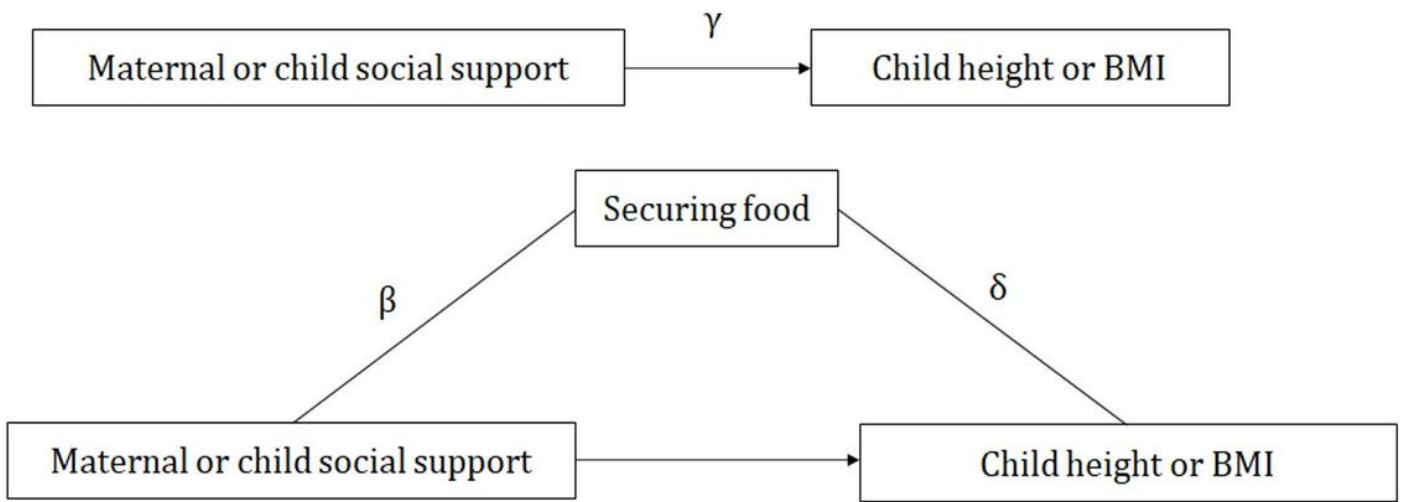 γ
Maternal or child social support
Child height or BMI
Securing food
β
δ
Maternal or child social support
Child height or BMI